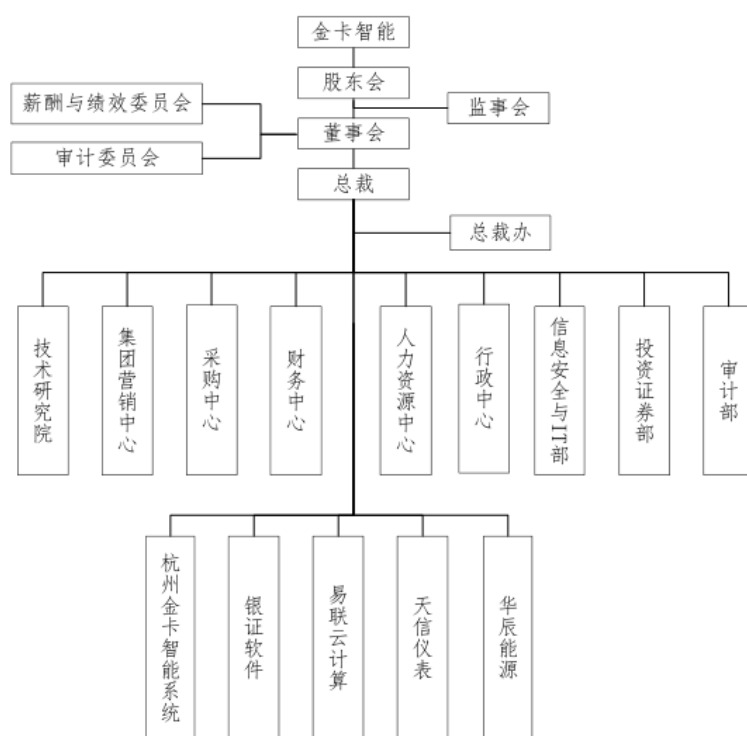 金卡智能
股东会
薪酬与绩效委员会
监事会
董事会
审计委员会
总裁
总裁办
技术研究院
集团营销中心
采购中心
财务中心
人力资源中心
行政中心
信息安全与IT部
投资证券部
审计部
杭州金卡智能系统
银证软件
易联云计算
天信仪表
华辰能源